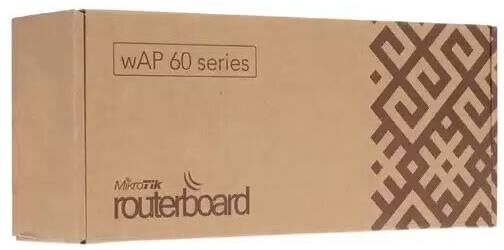 wAP 60 series
MikroTik
routerboard